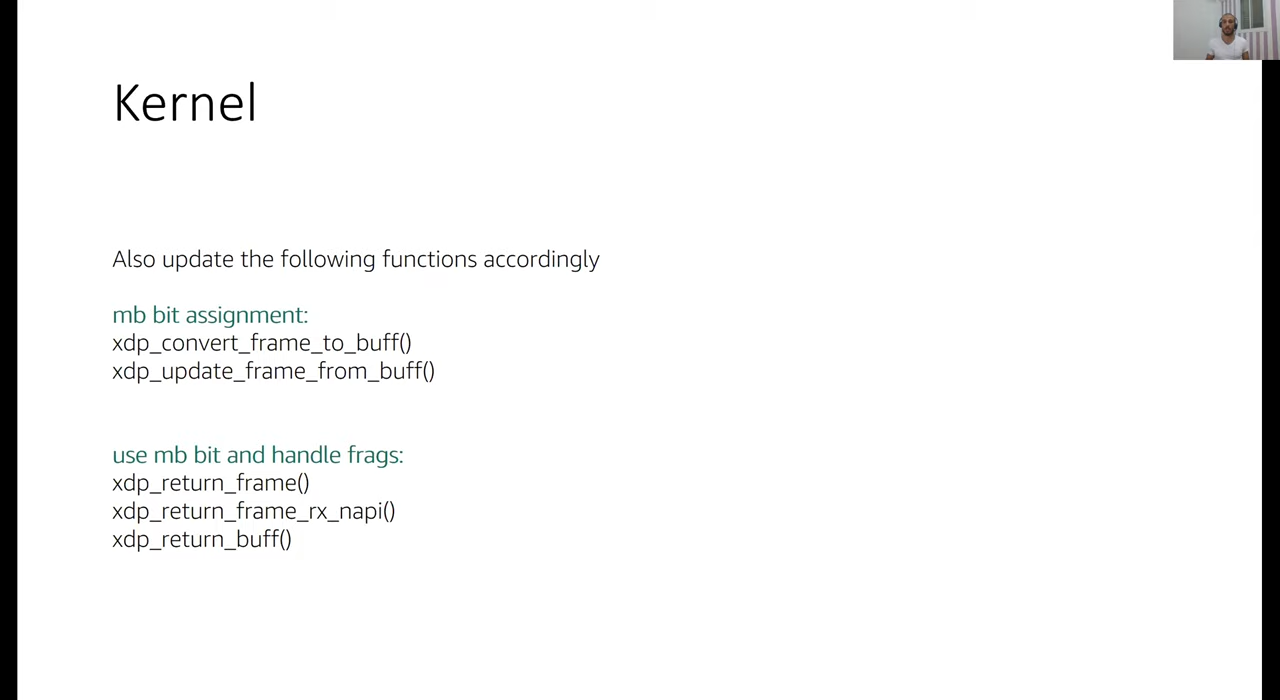 Kernel
Also update the following functions accordingly
mb bit assignment:
xdp_convert_frame_to_buff()
xdp_update_frame_from_buff()
use mb bit and handle frags:
xdp_return_frame()
xdp_return_frame_rx_napi()
xdp_return_buff()